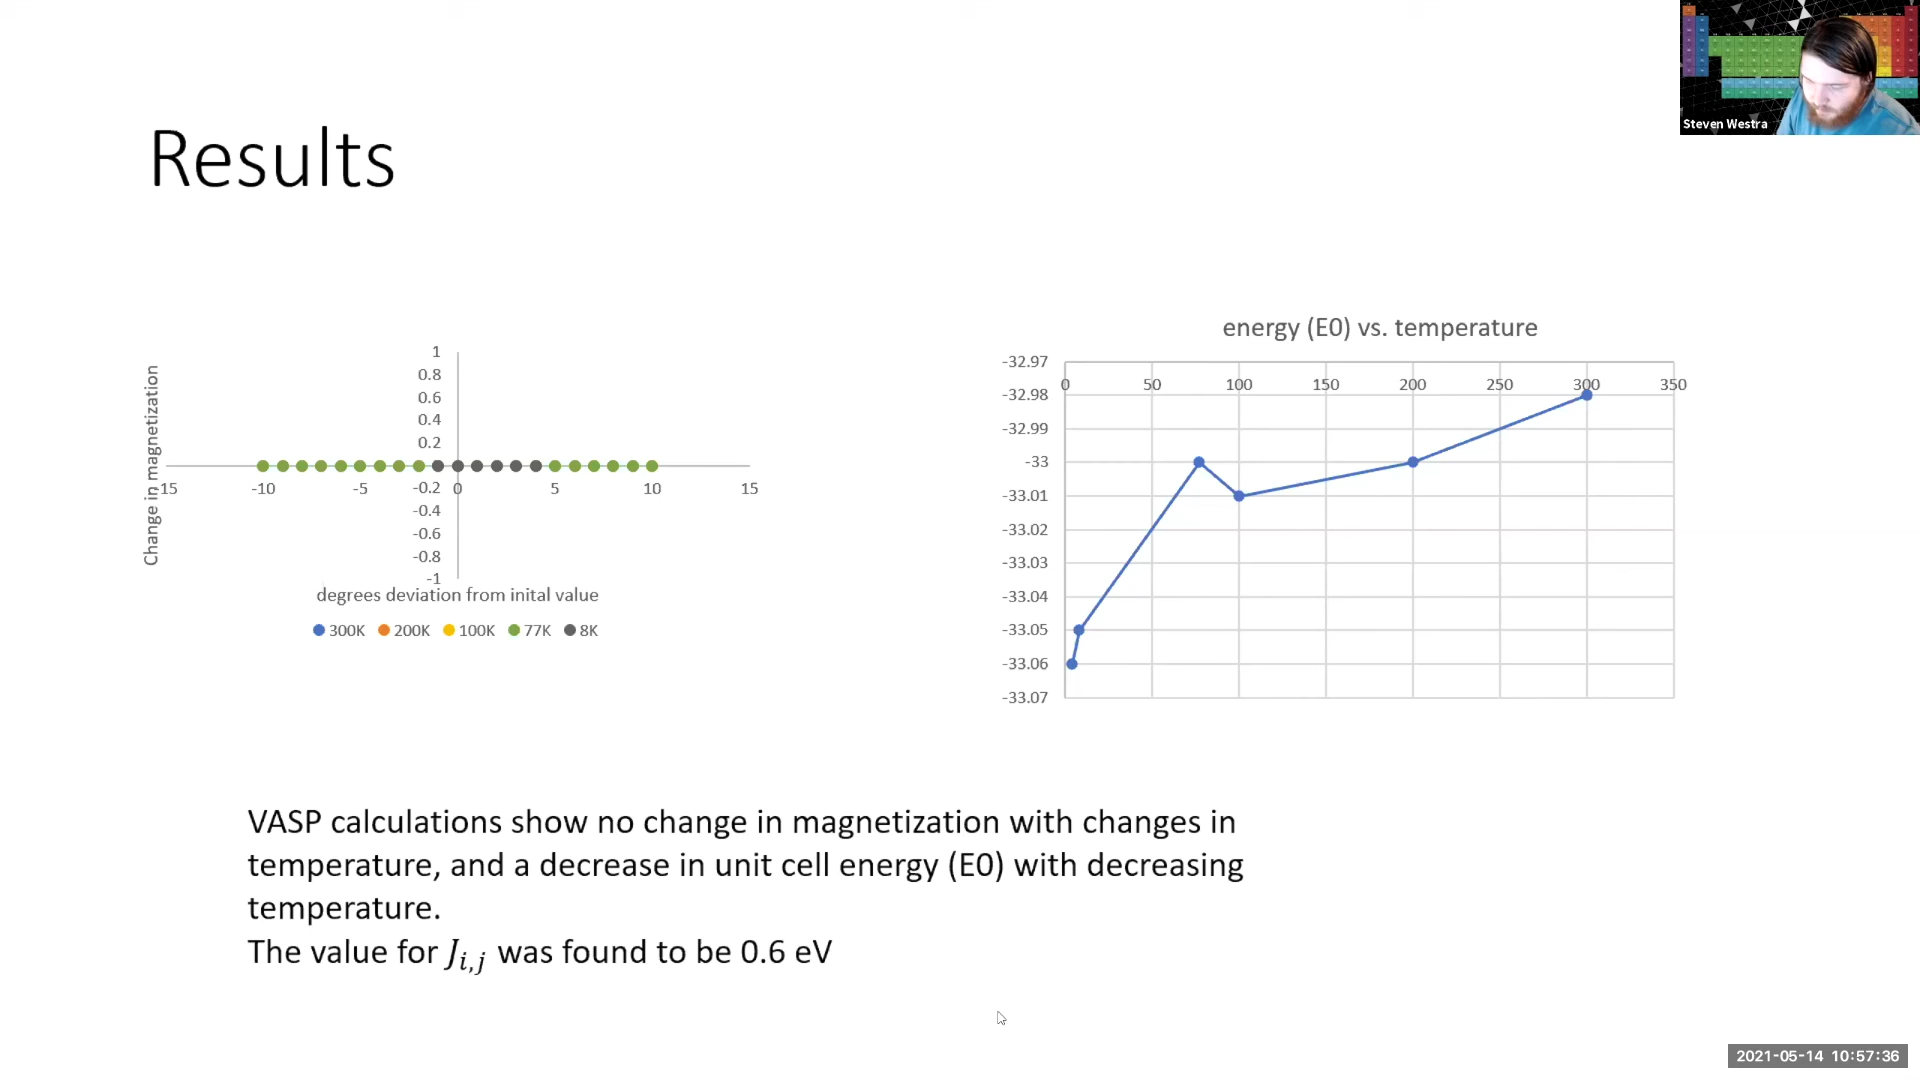 Steven Westra
Results
energy (E0) vs. temperature
Change in magnetization
1
0.8
0.6
0.4
0.2
-0.2
-0.4
-0.6
-0.8
-1
-15
-10
-5
0
5
10
15
degrees deviation from inital value
300K 200K 100K 77K 8K
-32.97
-32.98
-32.99
-33
-33.01
-33.02
-33.03
-33.04
-33.05
-33.06
-33.07
0 50 100 150 200 250 300 350
VASP calculations show no change in magnetization with changes in
temperature, and a decrease in unit cell energy (E0) with decreasing
temperature.
The value for J_{i,j} was found to be 0.6 eV
2021-05-14 10:57:36